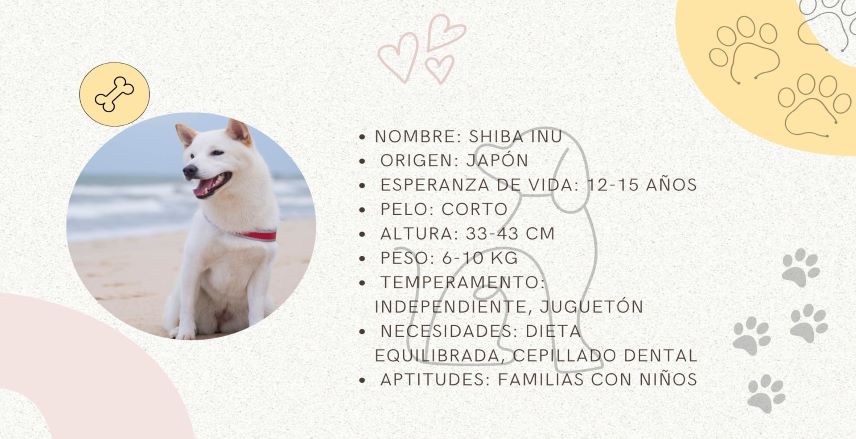 • NOMBRE: SHIBA INU
• ORIGEN: JAPÓN
• ESPERANZA DE VIDA: 12-15 AÑOS
• PELO: CORTO
• ALTURA: 33-43 CM
• PESO: 6-10 KG
• TEMPERAMENTO:
INDEPENDIENTE, JUGUETÓN
• NECESIDADES: DIETA
EQUILIBRADA, CEPILLADO DENTAL
• APTITUDES: FAMILIAS CON NIÑOS